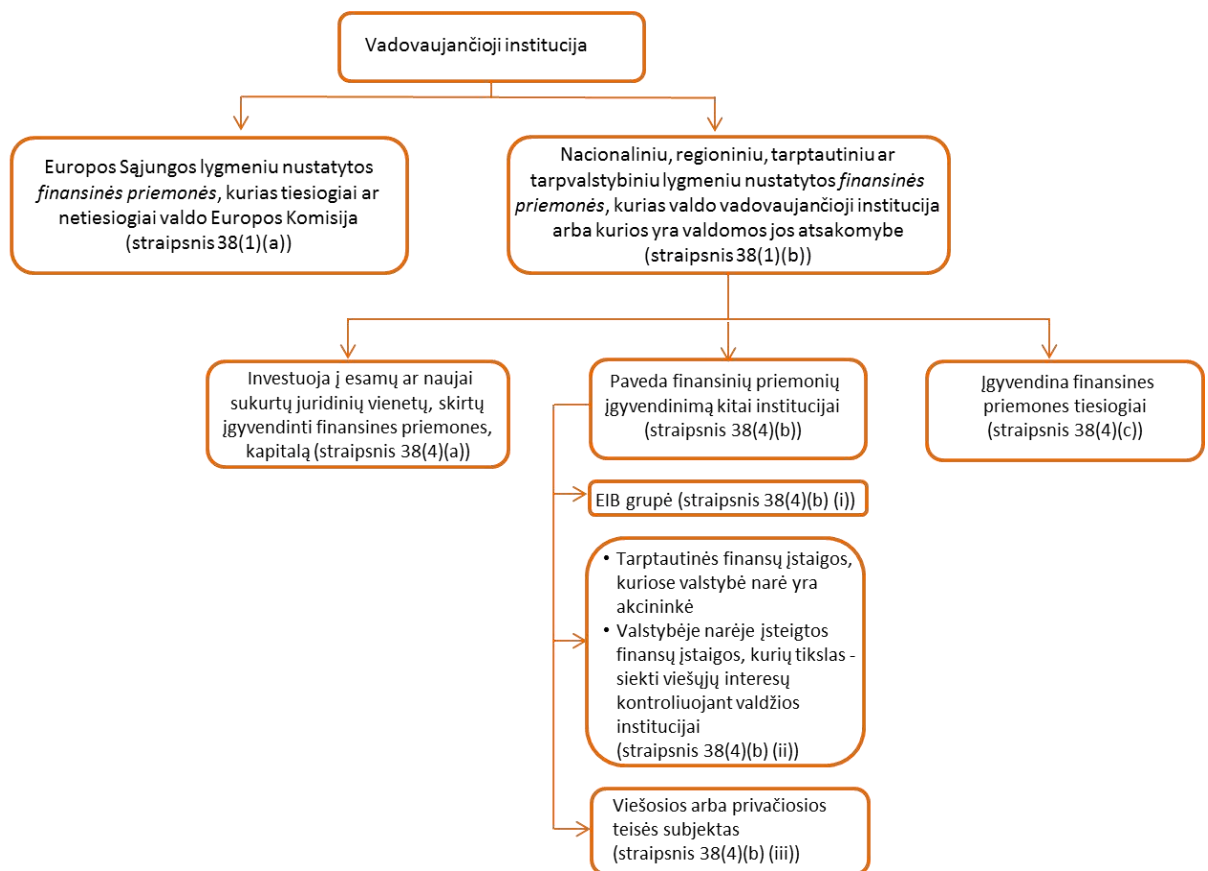 Vadovaujančioji institucija
Europos Sąjungos lygmeniu nustatytos
finansinės priemonės, kurias tiesiogiai ar
netiesiogiai valdo Europos Komisija
(straipsnis 38(1)(a))
Nacionaliniu, regioniniu, tarptautiniu ar
tarpvalstybiniu lygmeniu nustatytos finansinės
priemonės, kurias valdo vadovaujančioji institucija
arba kurios yra valdomos jos atsakomybe
(straipsnis 38(1)(b))
Investuoja į esamų ar naujai
sukurtų juridinių vienetų, skirtų
įgyvendinti finansines priemones,
kapitalą (straipsnis 38(4)(a))
Paveda finansinių priemonių
įgyvendinimą kitai institucijai
(straipsnis 38(4)(b))
Įgyvendina finansines
priemones tiesiogiai
(straipsnis 38(4)(c))
EIB grupė (straipsnis 38(4)(b) (i))
• Tarptautinės finansų įstaigos,
kuriose valstybė narė yra
akcininkė
• Valstybėje narėje įsteigtos
finansų įstaigos, kurių tikslas -
siekti viešųjų interesų
kontroliuojant valdžios
institucijai
(straipsnis 38(4)(b) (ii))
Viešosios arba privačiosios
teisės subjektas
(straipsnis 38(4)(b) (iii))